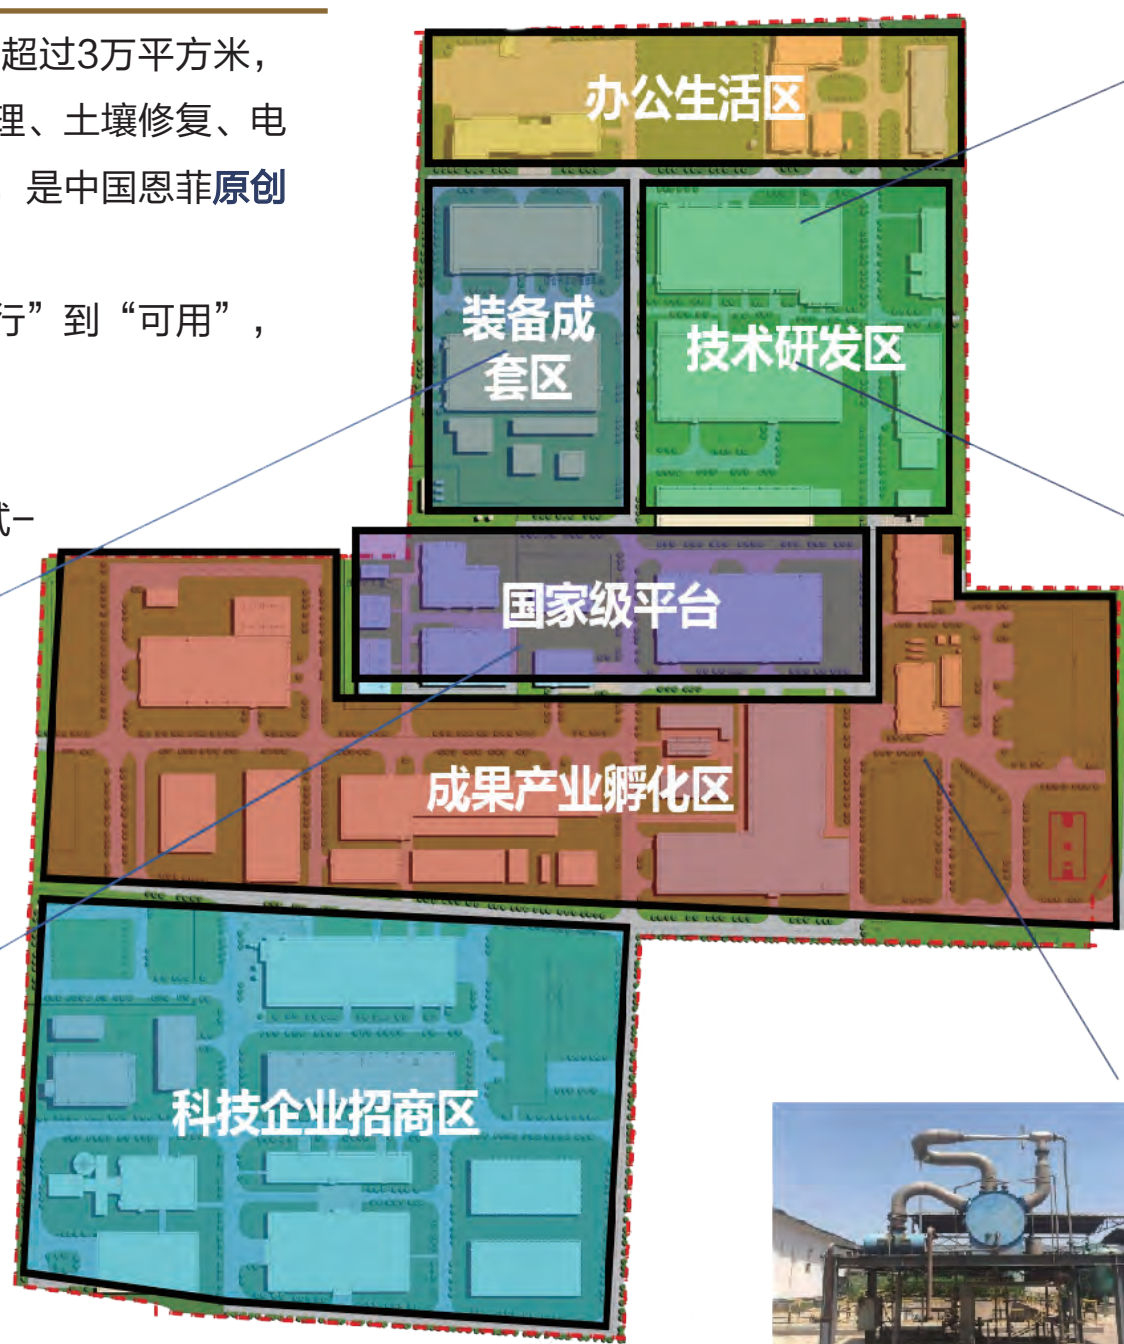 超过3万平方米，
理、土壤修复、电
是中国恩菲原创
行”到“可用”，
式-
办公生活区
装备成
套区
技术研发区
国家级平台
成果产业孵化区
科技企业招商区